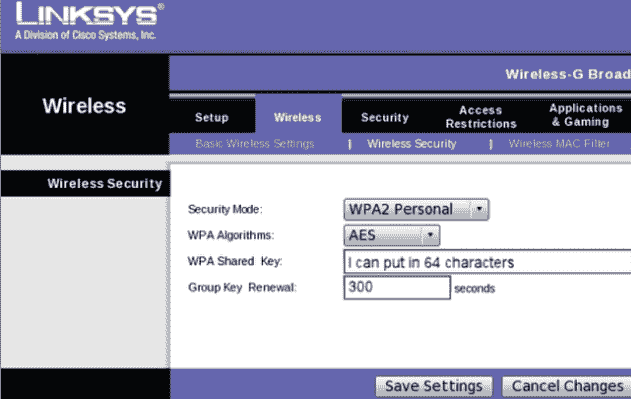 LINKSYS®
A Division of Cisco Systems, Inc.
Wireless-G Broad
Wireless
Setup
Wireless
Security
Access Restrictions
Applications & Gaming
Basic Wireless Settings | Wireless Security | Wireless MAC Filter
Wireless Security
Security Mode: WPA2 Personal
WPA Algorithms: AES
WPA Shared Key: I can put in 64 characters
Group Key Renewal: 300 seconds
Save Settings Cancel Changes